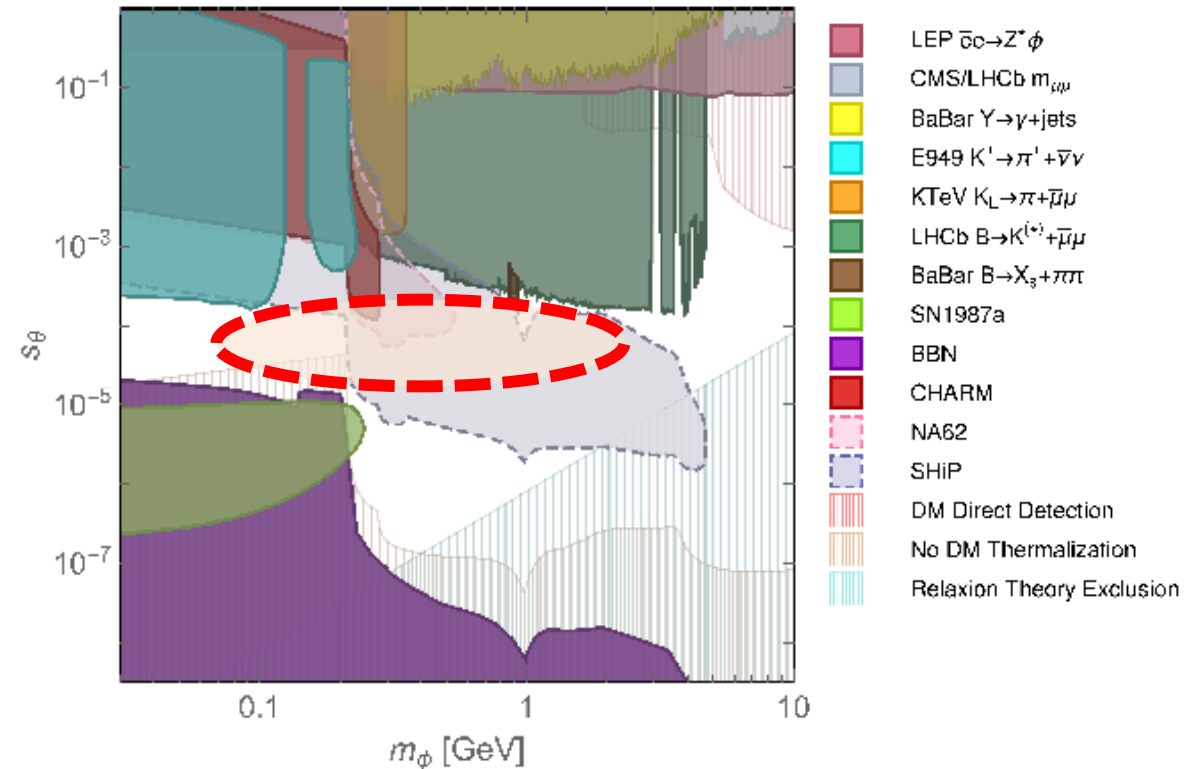 10⁻¹
10⁻³
10⁻⁵
10⁻⁷
s_θ
0.1 1 10
m_ϕ [GeV]
LEP e̅e→Z*ϕ
CMS/LHCb m_μμ
BaBar Υ→γ+jets
E949 K⁺→π⁺+ν̅ν
KTeV K_L→π+μ̅μ
LHCb B→K⁽*⁾+μ̅μ
BaBar B→X_s+ππ
SN1987a
BBN
CHARM
NA62
SHiP
DM Direct Detection
No DM Thermalization
Relaxion Theory Exclusion